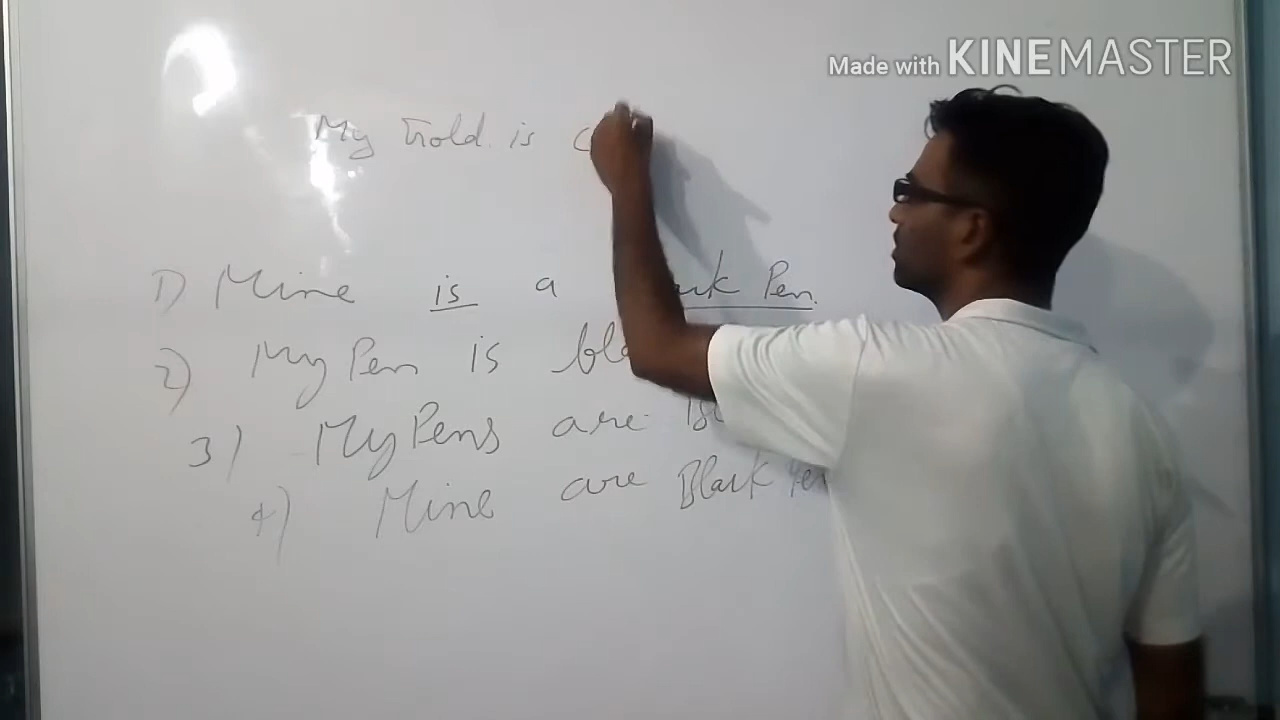 Made with KINEMASTER
My is
1) Mine is a Pen.
2) My Pen is
3) My Pens are
4) Mine are Black